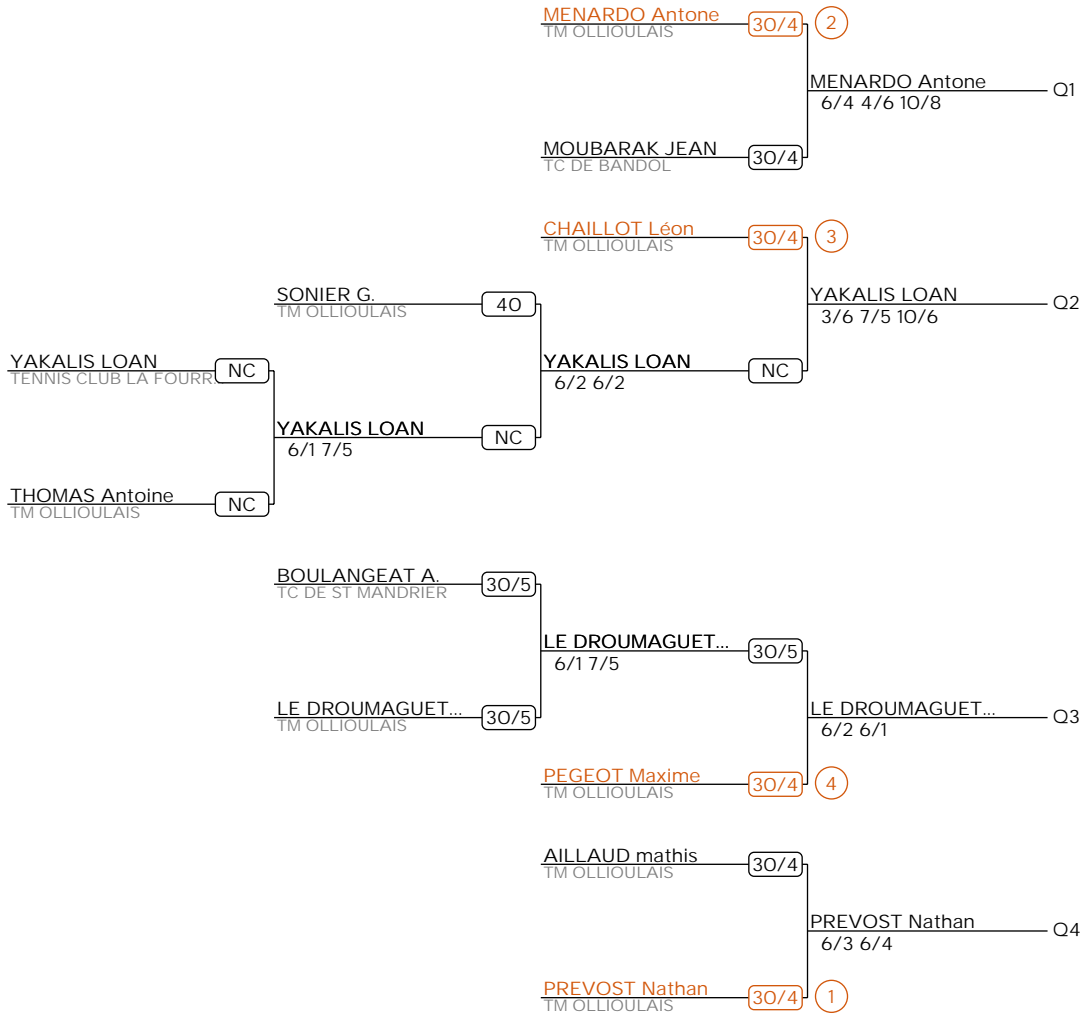 MENARDO Antone 30/4 2
TM OLLIOULAIS
MENARDO Antone Q1
6/4 4/6 10/8
MOUBARAK JEAN 30/4
TC DE BANDOL
CHAILLOT Léon 30/4 3
TM OLLIOULAIS
SONIER G. 40
TM OLLIOULAIS
YAKALIS LOAN Q2
3/6 7/5 10/6
YAKALIS LOAN NC
TENNIS CLUB LA FOURR...
YAKALIS LOAN NC
6/2 6/2
YAKALIS LOAN NC
6/1 7/5
THOMAS Antoine NC
TM OLLIOULAIS
BOULANGEAT A. 30/5
TC DE ST MANDRIER
LE DROUMAGUET... 30/5
6/1 7/5
LE DROUMAGUET... 30/5
TM OLLIOULAIS
LE DROUMAGUET... Q3
6/2 6/1
PEGEOT Maxime 30/4 4
TM OLLIOULAIS
AILLAUD mathis 30/4
TM OLLIOULAIS
PREVOST Nathan Q4
6/3 6/4
PREVOST Nathan 30/4 1
TM OLLIOULAIS